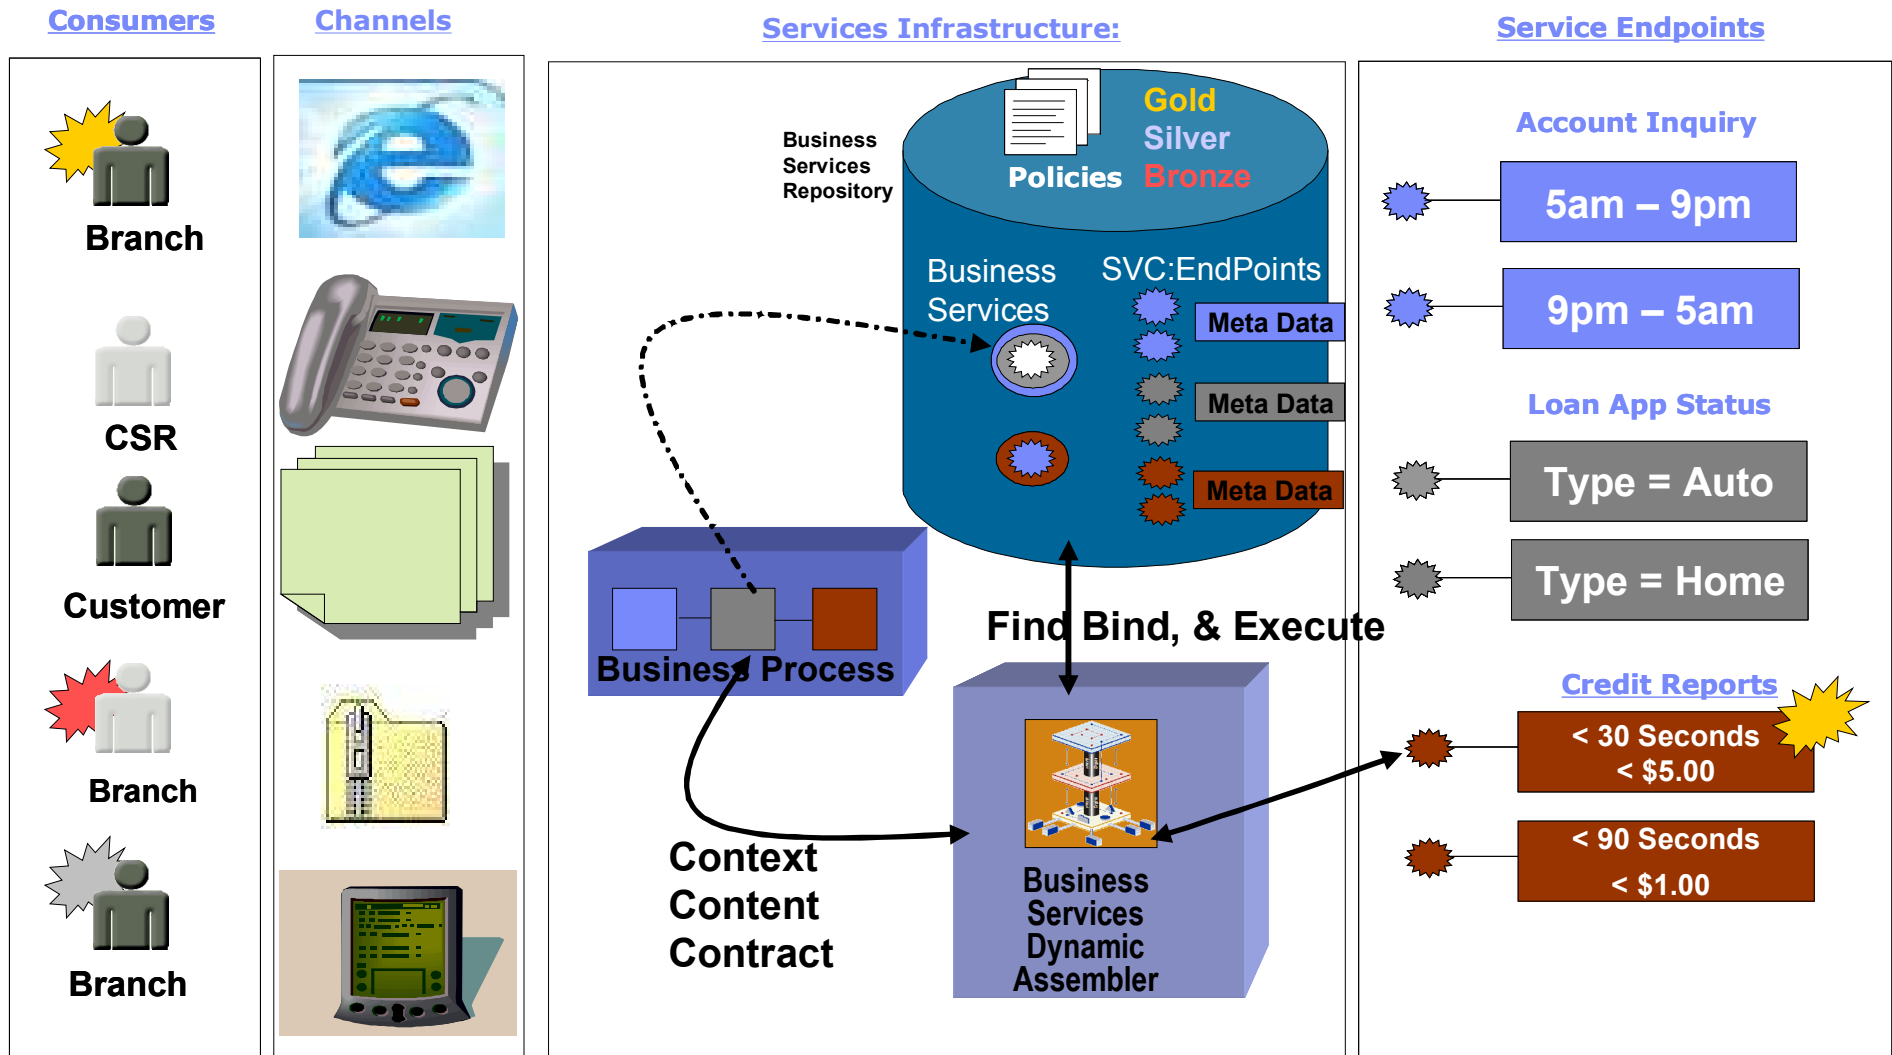 Consumers
Channels
Services Infrastructure:
Service Endpoints
Branch
CSR
Customer
Branch
Branch
Business
Services
Repository
Policies
Gold
Silver
Bronze
Business
Services
SVC:EndPoints
Meta Data
Meta Data
Meta Data
Business Process
Find Bind, & Execute
Context
Content
Contract
Business
Services
Dynamic
Assembler
Account Inquiry
5am – 9pm
9pm – 5am
Loan App Status
Type = Auto
Type = Home
Credit Reports
< 30 Seconds
< $5.00
< 90 Seconds
< $1.00